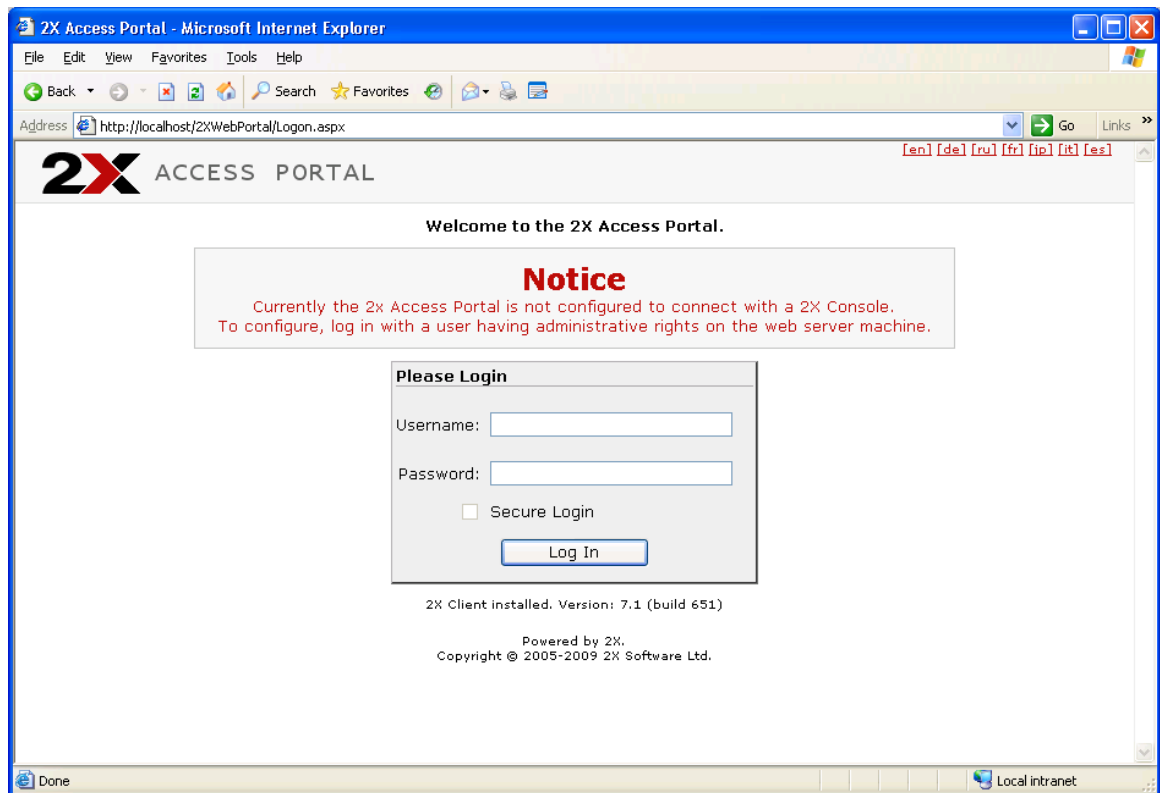 2X Access Portal - Microsoft Internet Explorer
File Edit View Favorites Tools Help
Back Search Favorites
Address http://localhost/2XWebPortal/Logon.aspx Go Links »
[en] [de] [ru] [fr] [jp] [it] [es]
2X ACCESS PORTAL
Welcome to the 2X Access Portal.
Notice
Currently the 2x Access Portal is not configured to connect with a 2X Console.
To configure, log in with a user having administrative rights on the web server machine.
Please Login
Username:
Password:
Secure Login
Log In
2X Client installed. Version: 7.1 (build 651)
Powered by 2X.
Copyright © 2005-2009 2X Software Ltd.
Done Local intranet